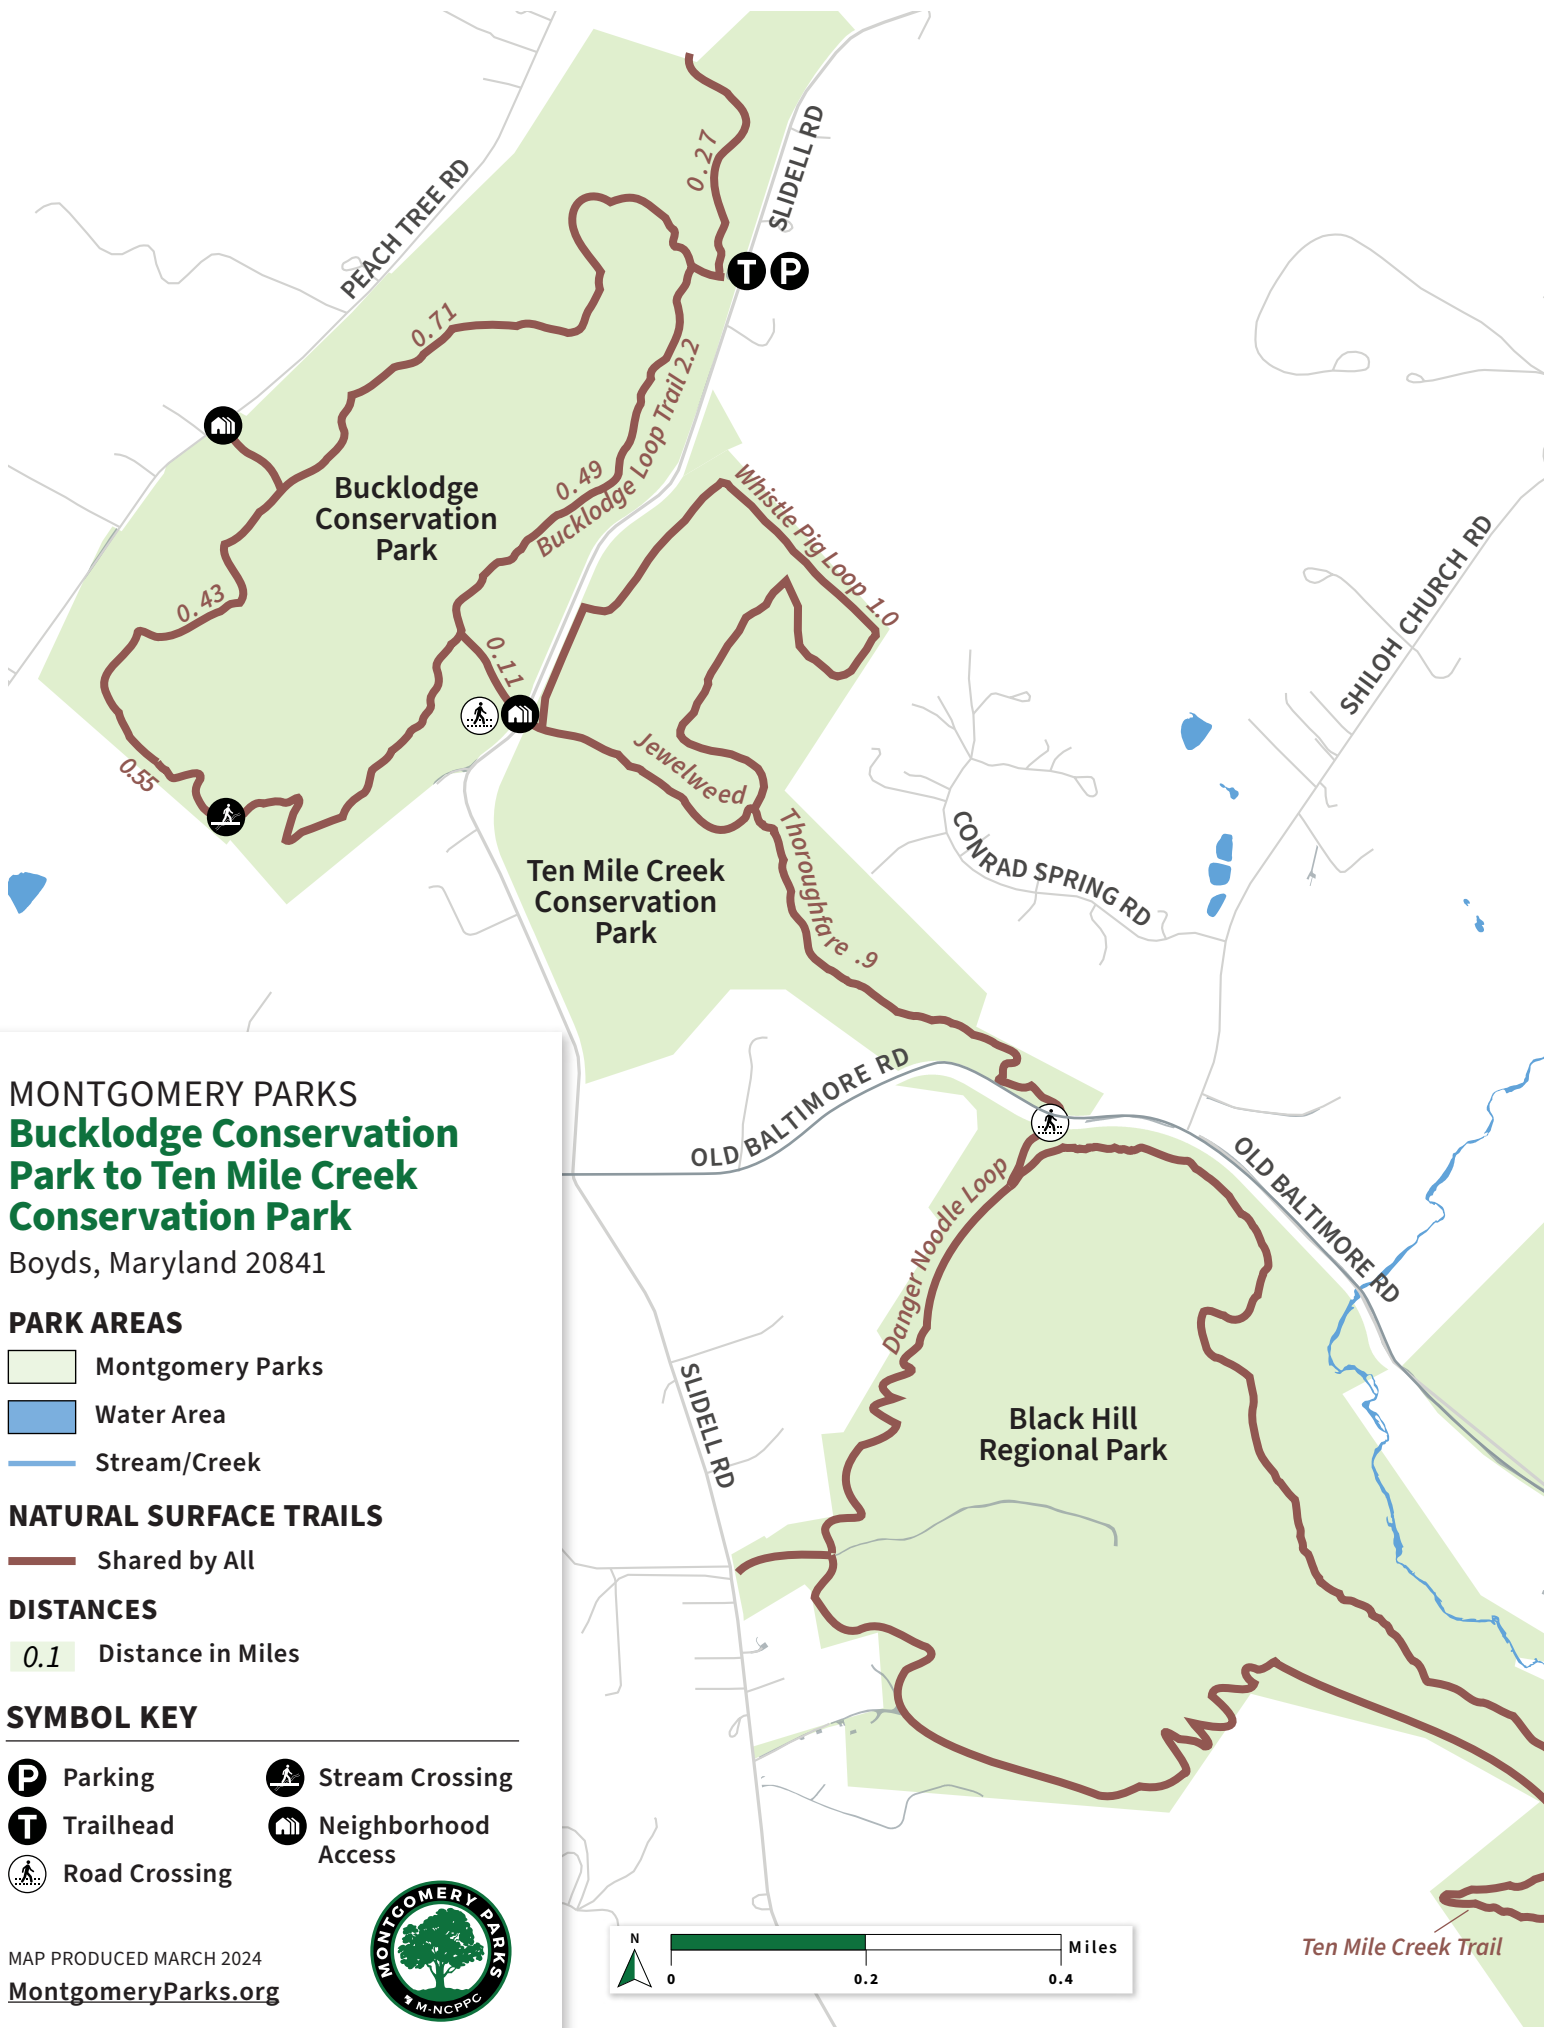 PEACH TREE RD
SLIDELL RD
0.27
T P
0.71
Bucklodge Loop Trail 2.2
0.49
Bucklodge
Conservation
Park
0.43
0.11
0.55
Whistle Pig Loop 1.0
Jewelweed
Thoroughfare .9
Ten Mile Creek
Conservation
Park
CONRAD SPRING RD
SHILOH CHURCH RD
OLD BALTIMORE RD
OLD BALTIMORE RD
Danger Noodle Loop
Black Hill
Regional Park
SLIDELL RD
Ten Mile Creek Trail
MONTGOMERY PARKS
Bucklodge Conservation
Park to Ten Mile Creek
Conservation Park
Boyds, Maryland 20841
PARK AREAS
Montgomery Parks
Water Area
Stream/Creek
NATURAL SURFACE TRAILS
Shared by All
DISTANCES
0.1 Distance in Miles
SYMBOL KEY
P Parking
T Trailhead
Road Crossing
Stream Crossing
Neighborhood
Access
MAP PRODUCED MARCH 2024
MontgomeryParks.org
MONTGOMERY PARKS
M-NCPPC
N
Miles
0 0.2 0.4